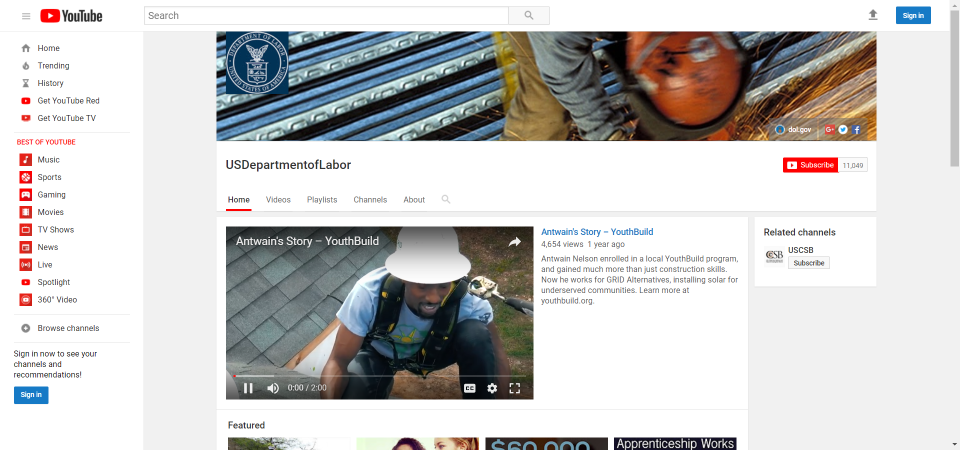 YouTube
Search
Sign in
Home
Trending
History
Get YouTube Red
Get YouTube TV
BEST OF YOUTUBE
Music
Sports
Gaming
Movies
TV Shows
News
Live
Spotlight
360° Video
Browse channels
Sign in now to see your
channels and
recommendations!
Sign in
DEPARTMENT OF LABOR
UNITED STATES OF AMERICA
dol.gov
USDepartmentofLabor
Subscribe 11,049
Home Videos Playlists Channels About
Antwain's Story – YouthBuild
0:00 / 2:00
CC
Antwain's Story – YouthBuild
4,654 views 1 year ago
Antwain Nelson enrolled in a local YouthBuild program,
and gained much more than just construction skills.
Now he works for GRID Alternatives, installing solar for
underserved communities. Learn more at
youthbuild.org.
Related channels
CSB
USCSB
Subscribe
Featured
$60,000
Apprenticeship Works